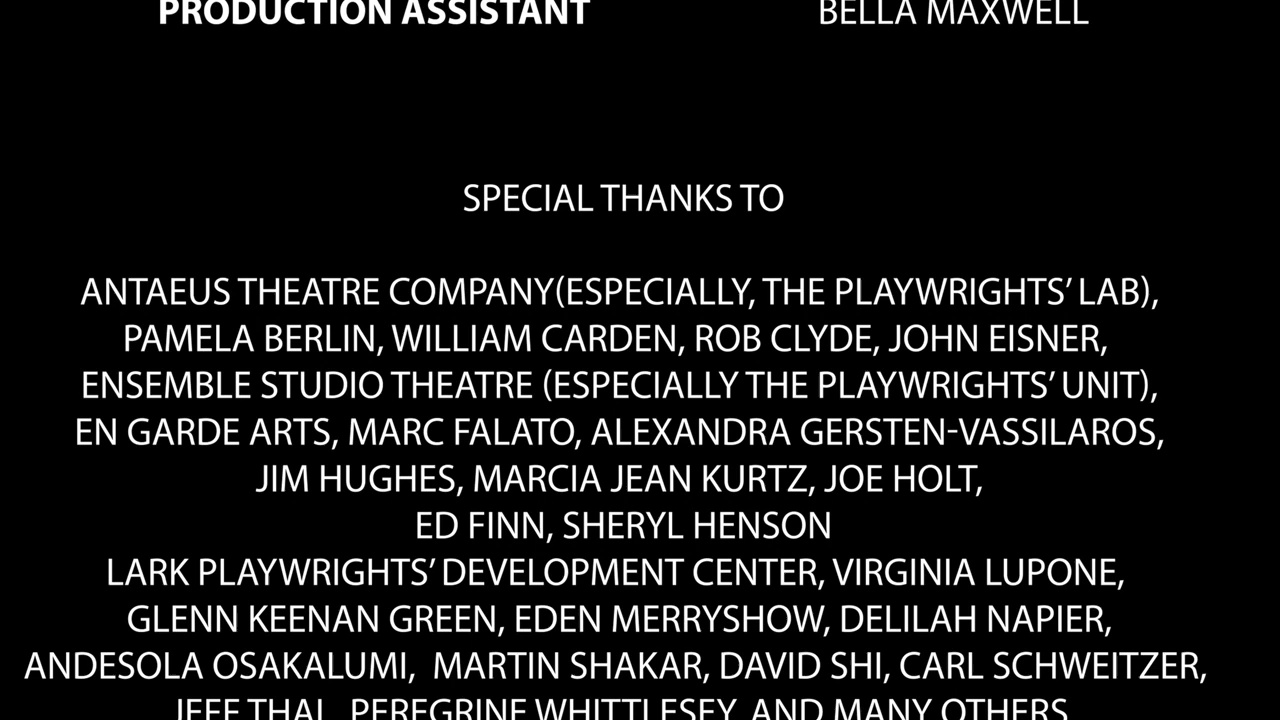 PRODUCTION ASSISTANT BELLA MAXWELL
SPECIAL THANKS TO
ANTAEUS THEATRE COMPANY(ESPECIALLY, THE PLAYWRIGHTS’ LAB),
PAMELA BERLIN, WILLIAM CARDEN, ROB CLYDE, JOHN EISNER,
ENSEMBLE STUDIO THEATRE (ESPECIALLY THE PLAYWRIGHTS’ UNIT),
EN GARDE ARTS, MARC FALATO, ALEXANDRA GERSTEN-VASSILAROS,
JIM HUGHES, MARCIA JEAN KURTZ, JOE HOLT,
ED FINN, SHERYL HENSON
LARK PLAYWRIGHTS’ DEVELOPMENT CENTER, VIRGINIA LUPONE,
GLENN KEENAN GREEN, EDEN MERRYSHOW, DELILAH NAPIER,
ANDESOLA OSAKALUMI, MARTIN SHAKAR, DAVID SHI, CARL SCHWEITZER,
JEFF THAL, PEREGRINE WHITTLESEY, AND MANY OTHERS